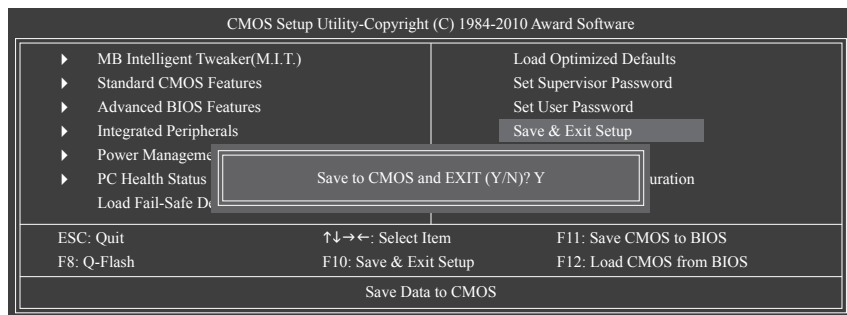 CMOS Setup Utility-Copyright (C) 1984-2010 Award Software
MB Intelligent Tweaker(M.I.T.)
Standard CMOS Features
Advanced BIOS Features
Integrated Peripherals
Power Manageme
PC Health Status
Load Fail-Safe De
Load Optimized Defaults
Set Supervisor Password
Set User Password
Save & Exit Setup
uration
Save to CMOS and EXIT (Y/N)? Y
ESC: Quit ↑↓→←: Select Item F11: Save CMOS to BIOS
F8: Q-Flash F10: Save & Exit Setup F12: Load CMOS from BIOS
Save Data to CMOS